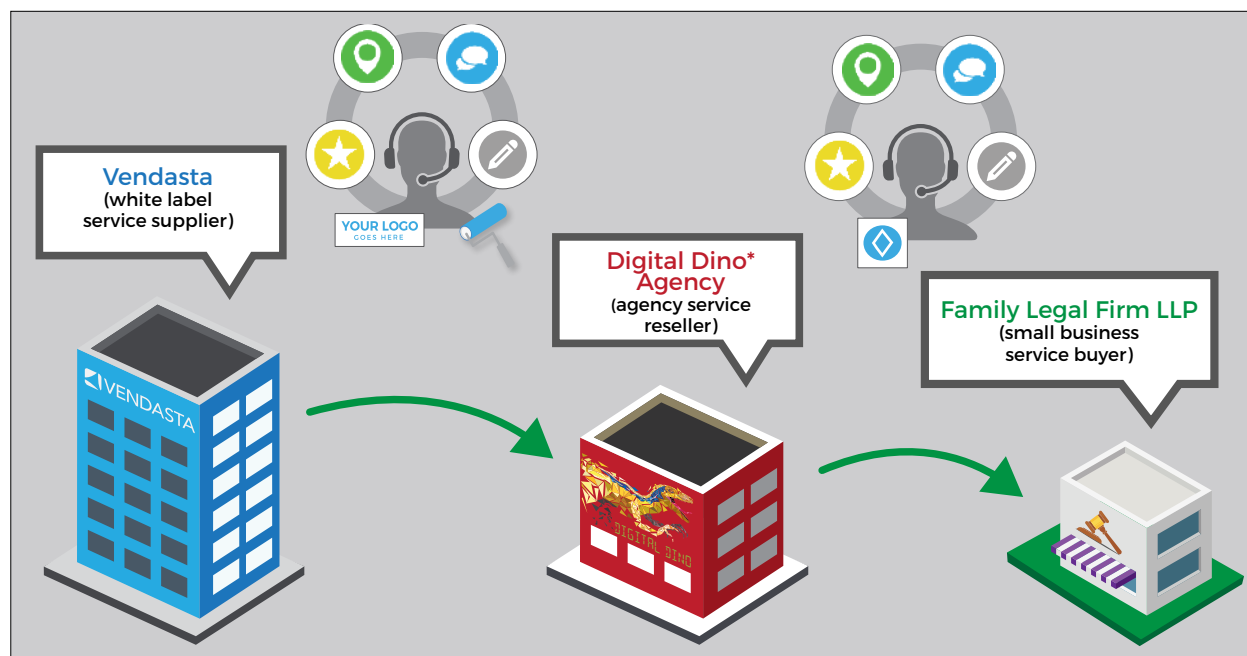 YOUR LOGO
GOES HERE
Vendasta
(white label
service supplier)
Digital Dino*
Agency
(agency service
reseller)
Family Legal Firm LLP
(small business
service buyer)
VENDASTA
DIGITAL DINO